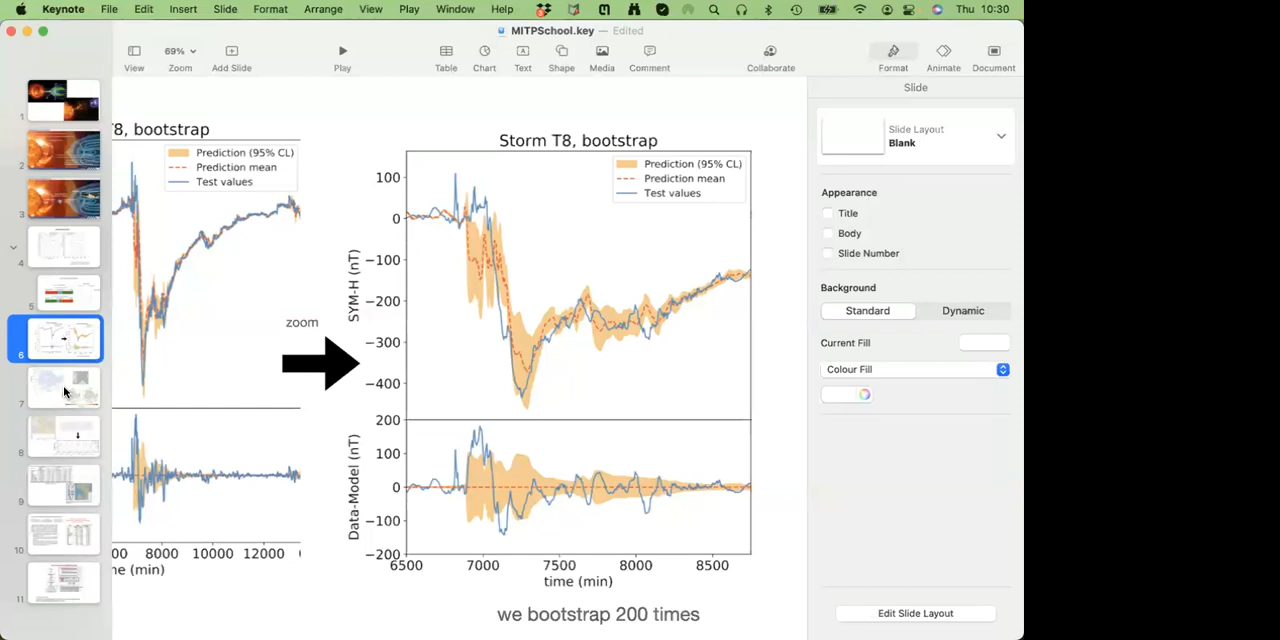 Keynote File Edit Insert Slide Format Arrange View Play Window Help Thu 10:30
MITPSchool.key — Edited
View 69% Zoom Add Slide Play Table Chart Text Shape Media Comment Collaborate Format Animate Document
Slide
Slide Layout
Blank
Appearance
Title
Body
Slide Number
Background
Standard Dynamic
Current Fill
Colour Fill
Edit Slide Layout
1
2
3
4
5
6
7
8
9
10
11
T8, bootstrap
Prediction (95% CL)
Prediction mean
Test values
8000 10000 12000
zoom
Storm T8, bootstrap
Prediction (95% CL)
Prediction mean
Test values
SYM-H (nT)
100
0
−100
−200
−300
−400
Data-Model (nT)
200
100
0
−100
−200
6500 7000 7500 8000 8500
time (min)
we bootstrap 200 times